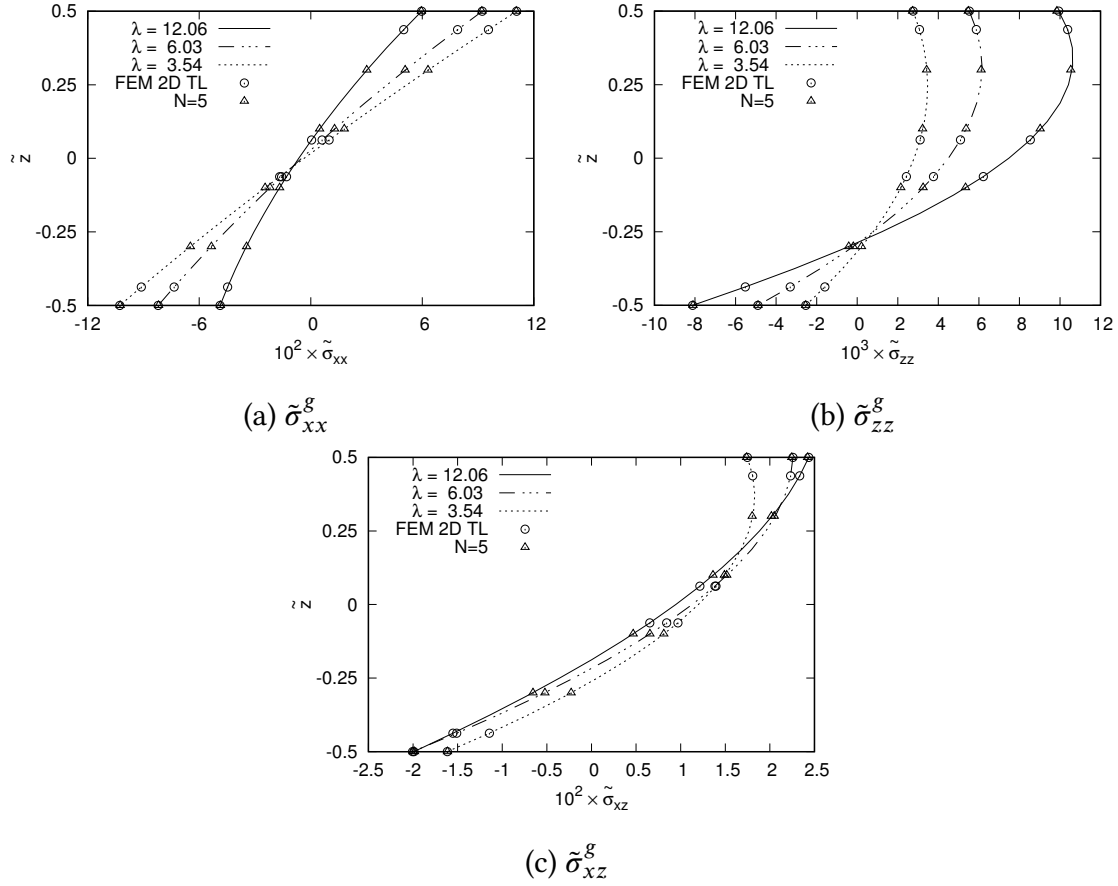 0.5
0.25
0
-0.25
-0.5
z̃
λ = 12.06
λ = 6.03
λ = 3.54
FEM 2D TL
N=5
-12 -6 0 6 12
10² × σ̃xx
(a) σ̃ᵍxx
0.5
0.25
0
-0.25
-0.5
z̃
λ = 12.06
λ = 6.03
λ = 3.54
FEM 2D TL
N=5
-10 -8 -6 -4 -2 0 2 4 6 8 10 12
10³ × σ̃zz
(b) σ̃ᵍzz
0.5
0.25
0
-0.25
-0.5
z̃
λ = 12.06
λ = 6.03
λ = 3.54
FEM 2D TL
N=5
-2.5 -2 -1.5 -1 -0.5 0 0.5 1 1.5 2 2.5
10² × σ̃xz
(c) σ̃ᵍxz